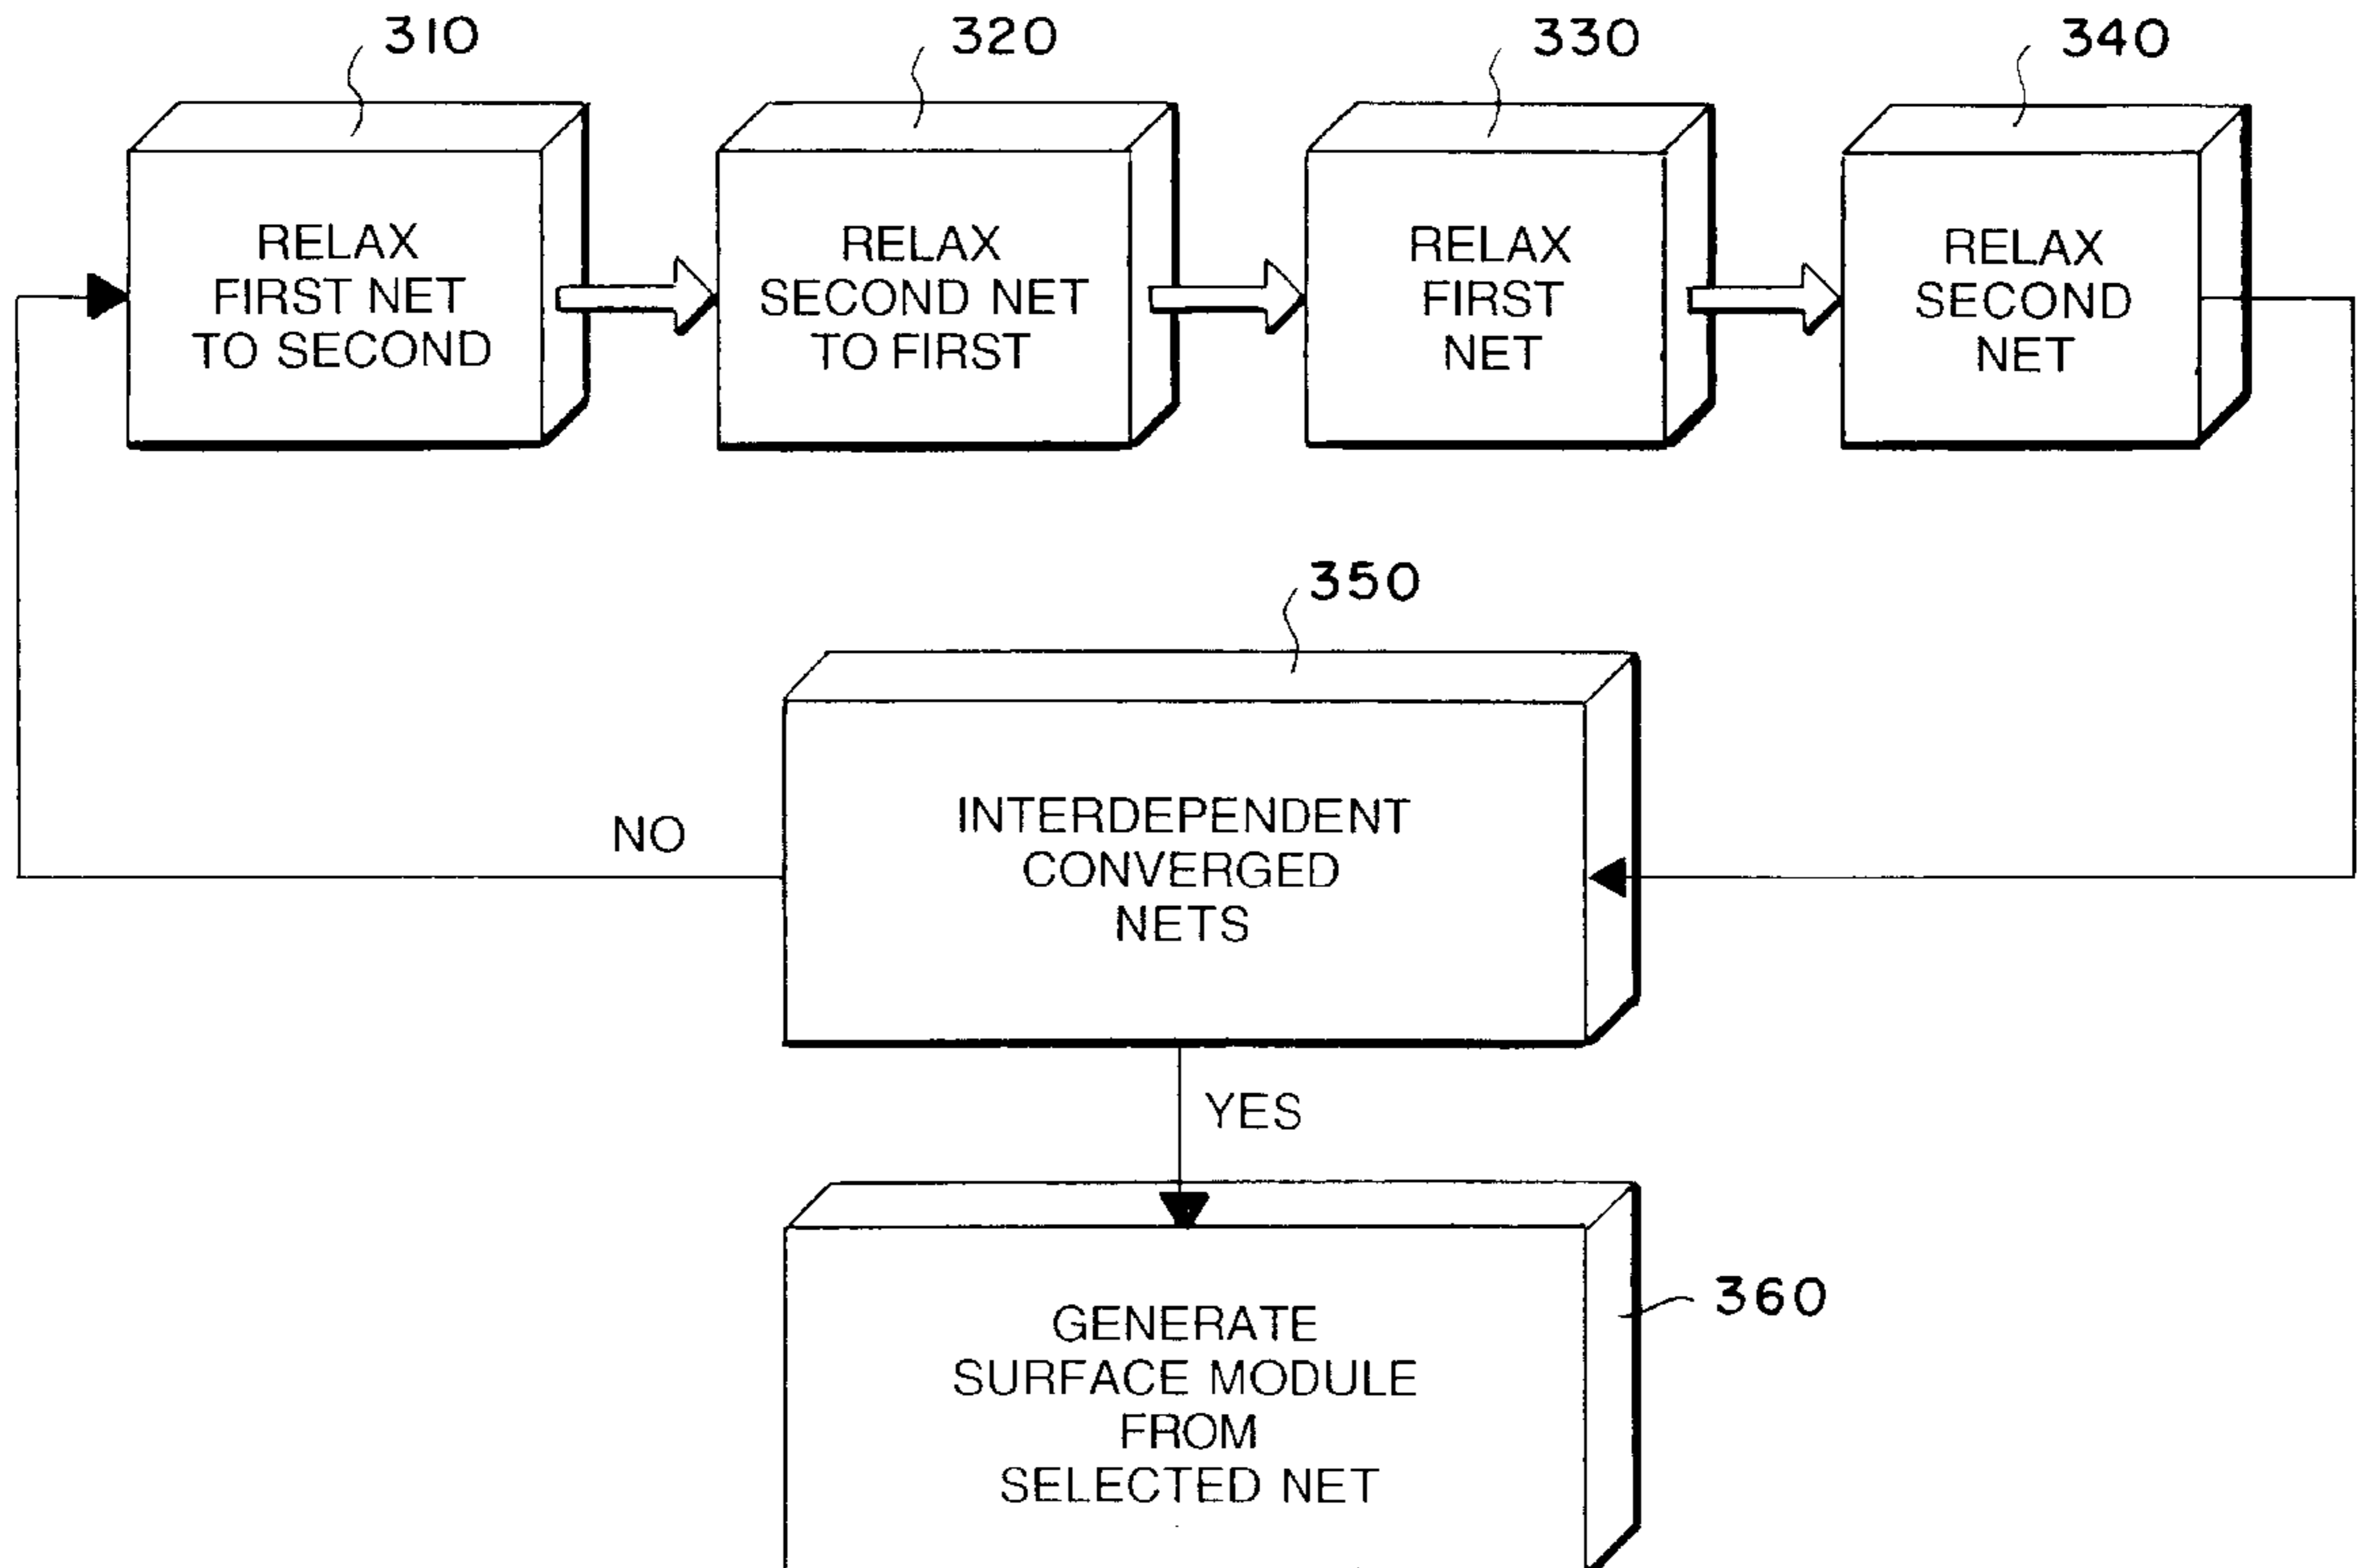 310
320
330
340
RELAX
FIRST NET
TO SECOND
RELAX
SECOND NET
TO FIRST
RELAX
FIRST
NET
RELAX
SECOND
NET
350
INTERDEPENDENT
CONVERGED
NETS
NO
YES
360
GENERATE
SURFACE MODULE
FROM
SELECTED NET